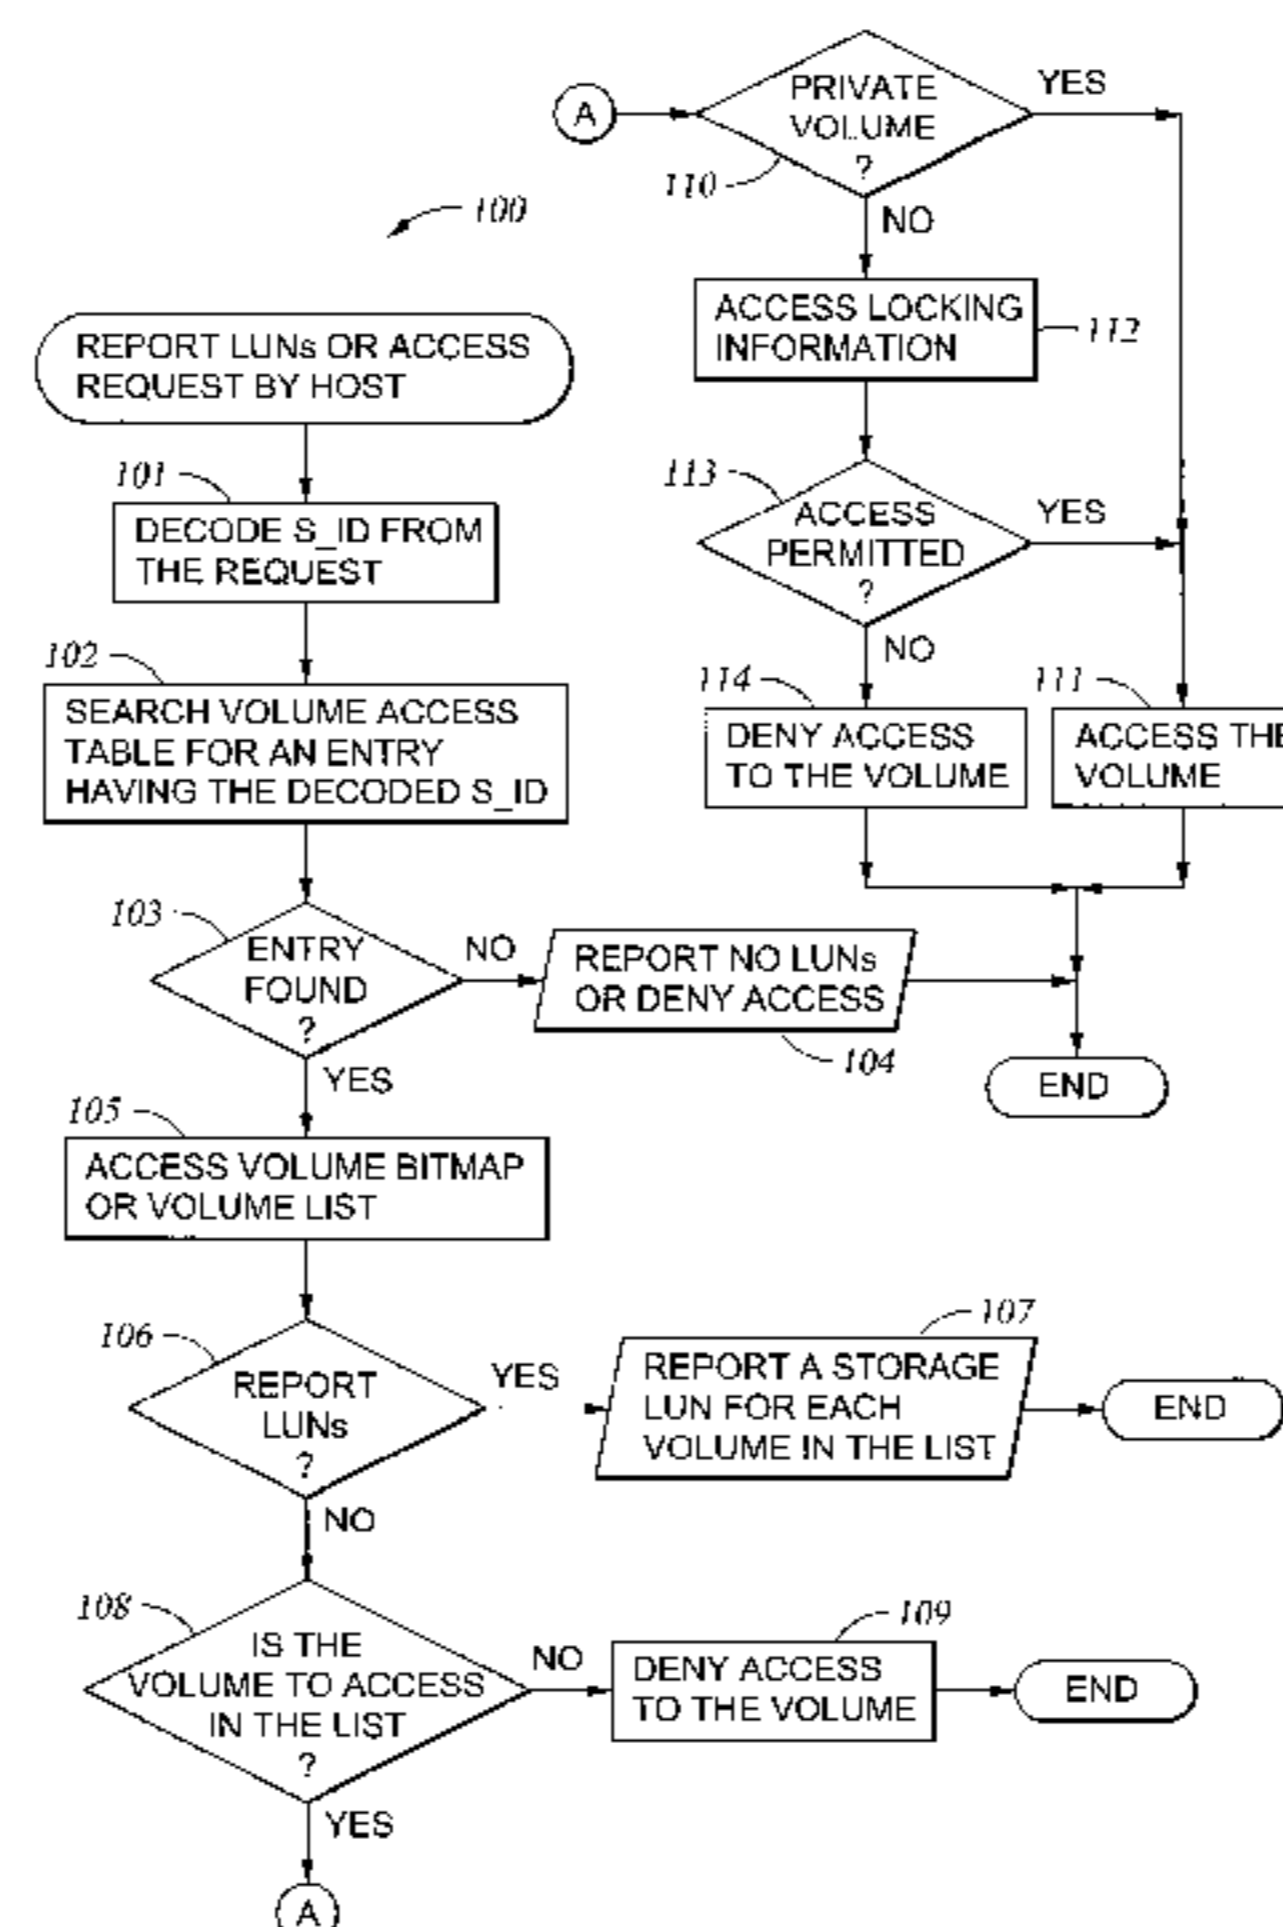 100
REPORT LUNs OR ACCESS
REQUEST BY HOST
101
DECODE S_ID FROM
THE REQUEST
102
SEARCH VOLUME ACCESS
TABLE FOR AN ENTRY
HAVING THE DECODED S_ID
103
ENTRY
FOUND
?
NO
REPORT NO LUNs
OR DENY ACCESS
104
YES
105
ACCESS VOLUME BITMAP
OR VOLUME LIST
106
REPORT
LUNs
?
YES
107
REPORT A STORAGE
LUN FOR EACH
VOLUME IN THE LIST
END
NO
108
IS THE
VOLUME TO ACCESS
IN THE LIST
?
NO
109
DENY ACCESS
TO THE VOLUME
END
YES
A
A
PRIVATE
VOLUME
?
110
YES
NO
ACCESS LOCKING
INFORMATION
112
113
ACCESS
PERMITTED
?
YES
NO
114
DENY ACCESS
TO THE VOLUME
111
ACCESS THE
VOLUME
END